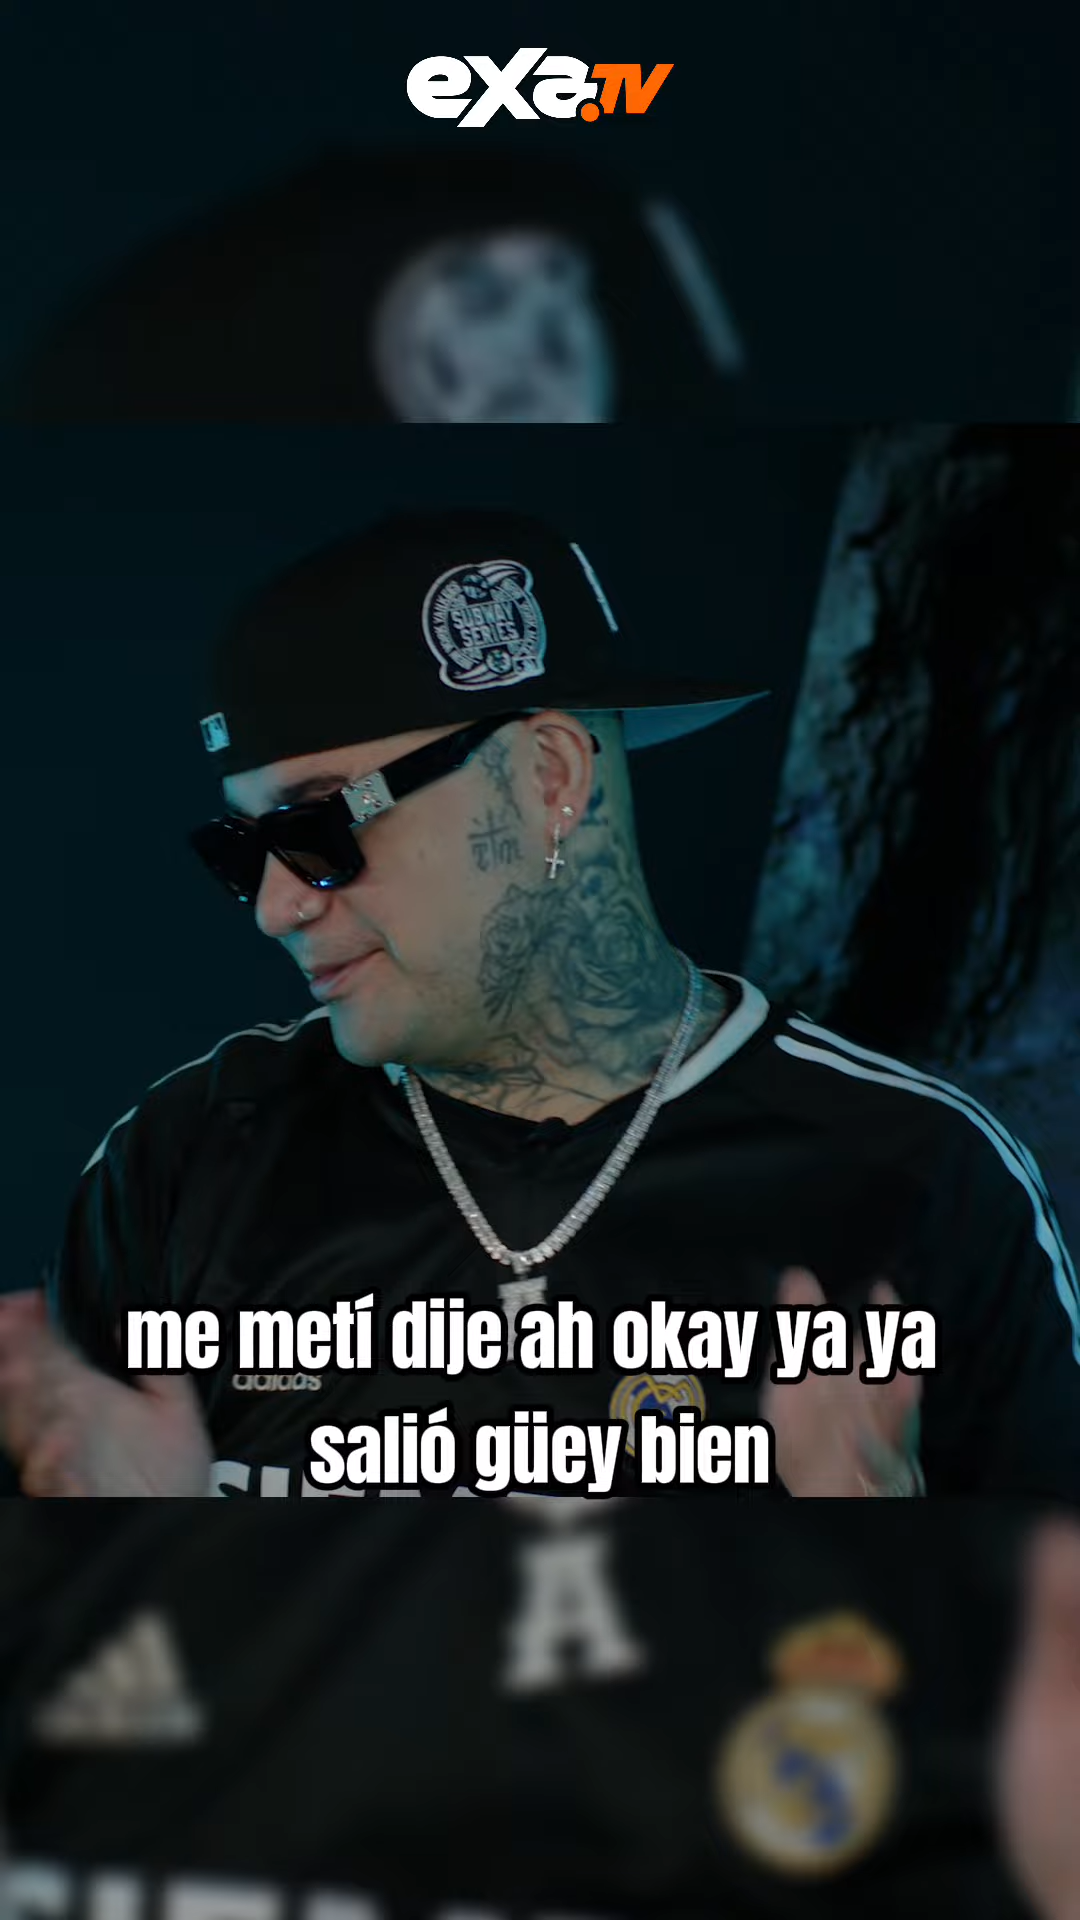 exa.TV
SUBWAY
SERIES
me metí dije ah okay ya ya
adidas
salió güey bien
A